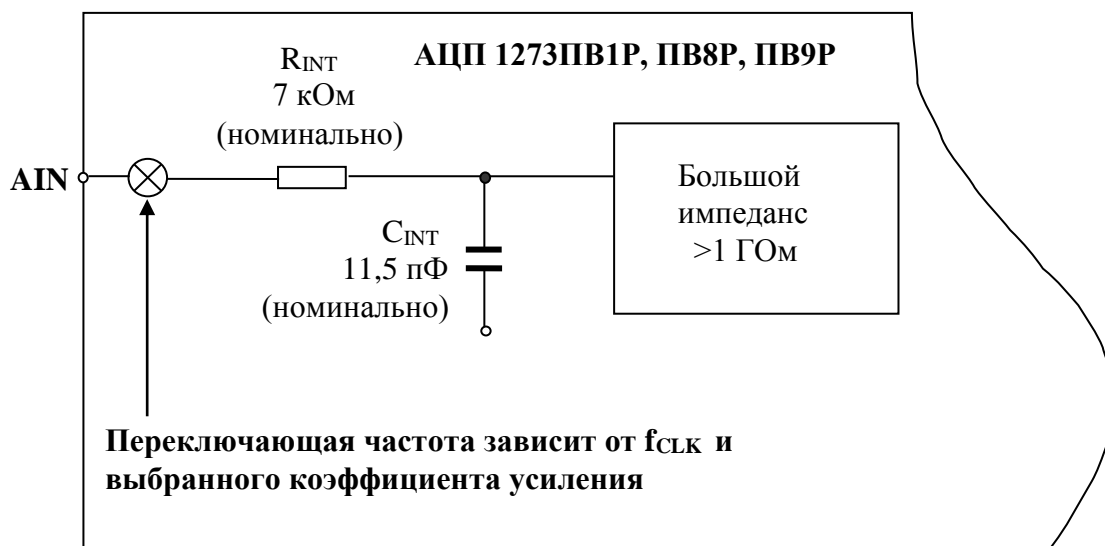 АЦП 1273ПВ1Р, ПВ8Р, ПВ9Р
RINT
7 кОм
(номинально)
AIN
Большой
импеданс
>1 ГОм
CINT
11,5 пФ
(номинально)
Переключающая частота зависит от fCLK и
выбранного коэффициента усиления